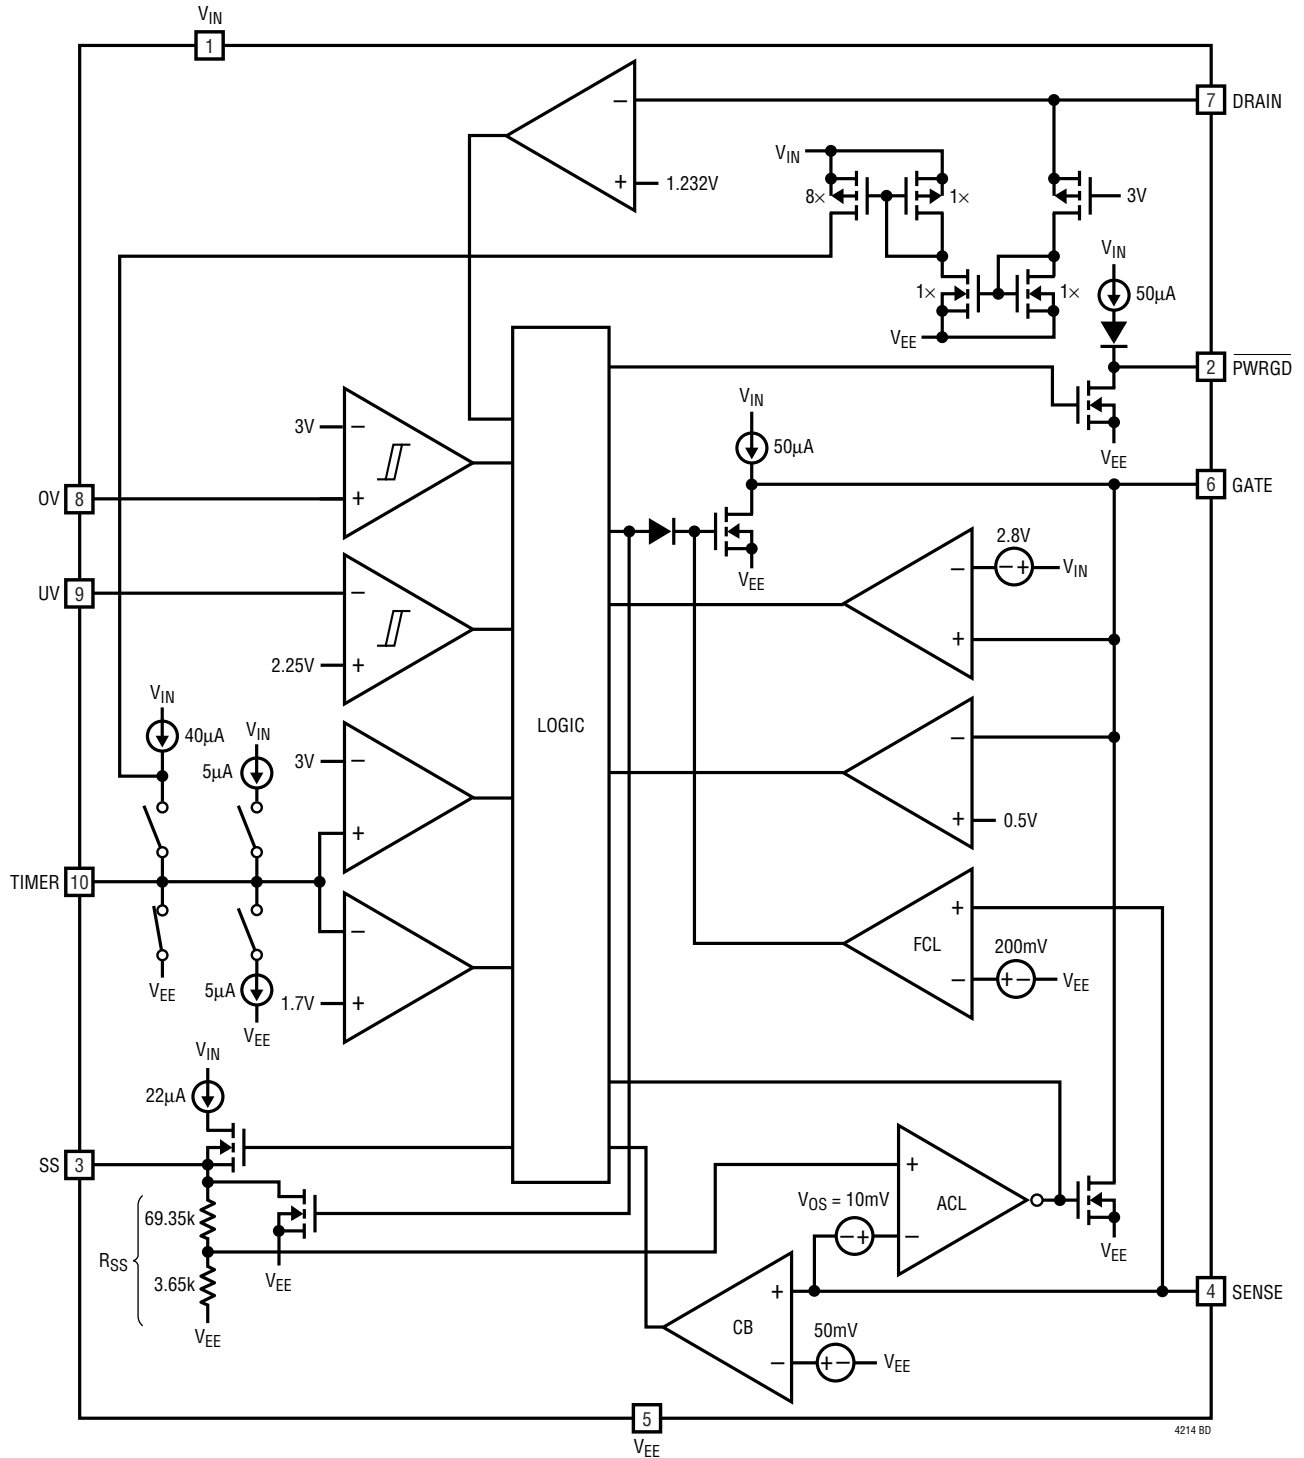 VIN
1
7 DRAIN
−
+ 1.232V
VIN
8×
1×
3V
1×
1×
VEE
VIN
50µA
2 PWRGD
VEE
VIN
50µA
6 GATE
VEE
3V −
OV 8
+
UV 9
−
2.25V +
LOGIC
2.8V
− − + VIN
+
−
+ 0.5V
VIN
40µA
VIN
5µA
3V −
+
TIMER 10
VEE
5µA
VEE
−
1.7V +
+
FCL
200mV
− + − VEE
VIN
22µA
SS 3
69.35k
RSS
3.65k
VEE
VEE
+
ACL
VOS = 10mV
− + −
VEE
4 SENSE
+
CB
50mV
− + − VEE
5
VEE
4214 BD